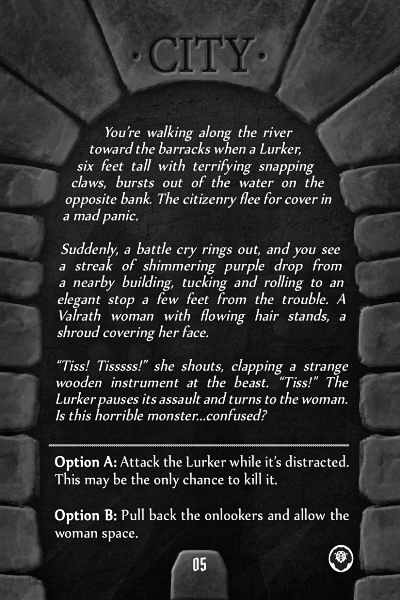 · CITY ·
You're walking along the river
toward the barracks when a Lurker,
six feet tall with terrifying snapping
claws, bursts out of the water on the
opposite bank. The citizenry flee for cover in
a mad panic.
Suddenly, a battle cry rings out, and you see
a streak of shimmering purple drop from
a nearby building, tucking and rolling to an
elegant stop a few feet from the trouble. A
Valrath woman with flowing hair stands, a
shroud covering her face.
“Tiss! Tisssss!” she shouts, clapping a strange
wooden instrument at the beast. “Tiss!” The
Lurker pauses its assault and turns to the woman.
Is this horrible monster...confused?
Option A: Attack the Lurker while it's distracted.
This may be the only chance to kill it.
Option B: Pull back the onlookers and allow the
woman space.
05